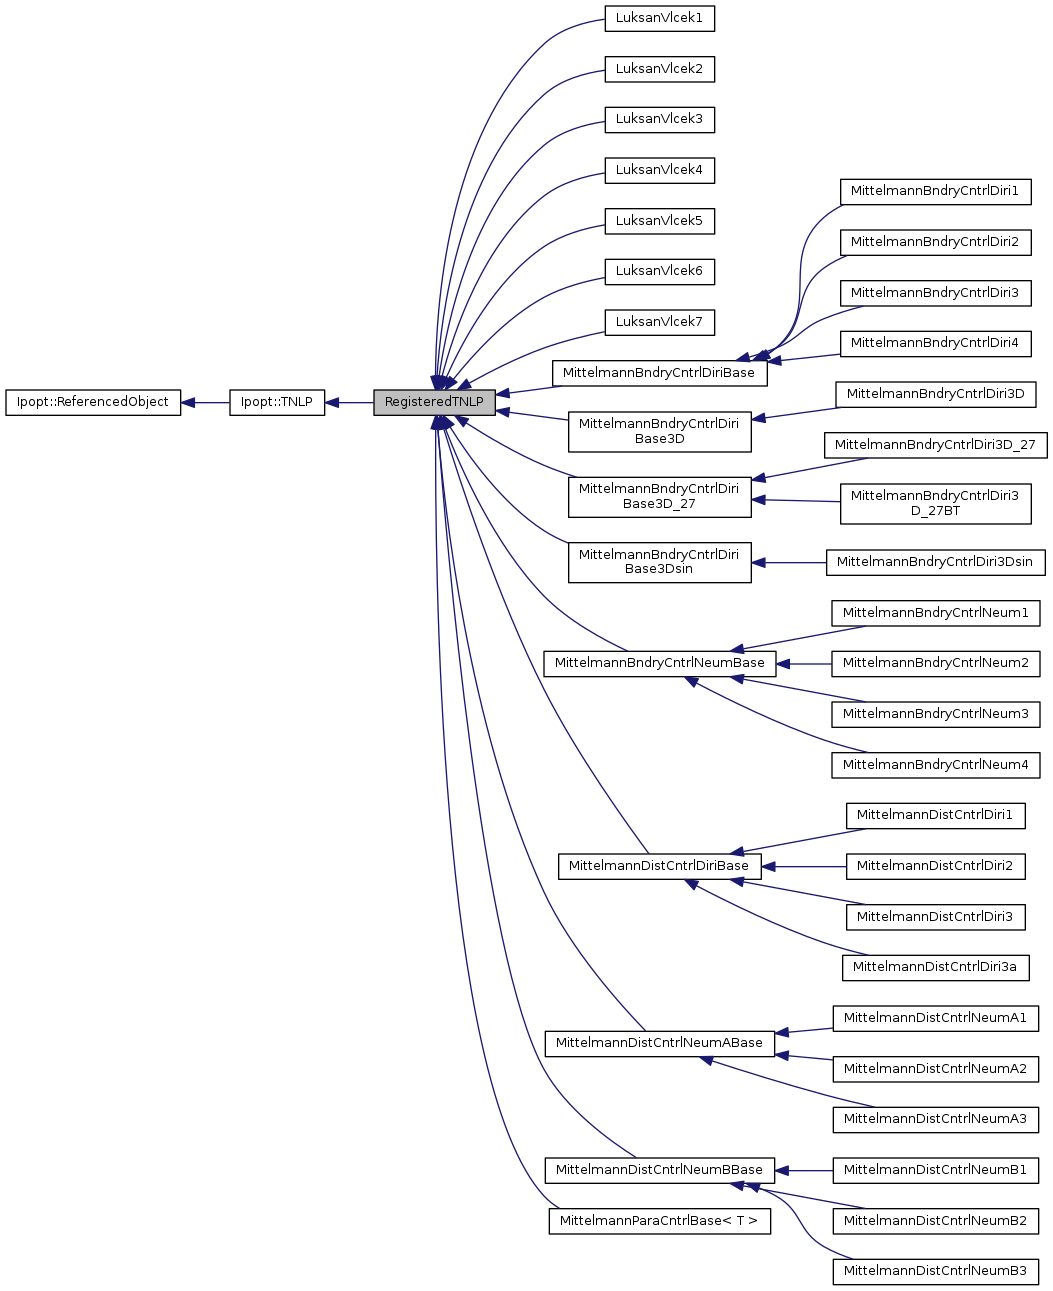 LuksanVlcek1
LuksanVlcek2
LuksanVlcek3
LuksanVlcek4
LuksanVlcek5
LuksanVlcek6
LuksanVlcek7
MittelmannBndryCntrlDiri1
MittelmannBndryCntrlDiri2
MittelmannBndryCntrlDiri3
MittelmannBndryCntrlDiri4
MittelmannBndryCntrlDiriBase
Ipopt::ReferencedObject
Ipopt::TNLP
RegisteredTNLP
MittelmannBndryCntrlDiri3D
MittelmannBndryCntrlDiri
Base3D
MittelmannBndryCntrlDiri3D_27
MittelmannBndryCntrlDiri
Base3D_27
MittelmannBndryCntrlDiri3
D_27BT
MittelmannBndryCntrlDiri
Base3Dsin
MittelmannBndryCntrlDiri3Dsin
MittelmannBndryCntrlNeum1
MittelmannBndryCntrlNeumBase
MittelmannBndryCntrlNeum2
MittelmannBndryCntrlNeum3
MittelmannBndryCntrlNeum4
MittelmannDistCntrlDiri1
MittelmannDistCntrlDiriBase
MittelmannDistCntrlDiri2
MittelmannDistCntrlDiri3
MittelmannDistCntrlDiri3a
MittelmannDistCntrlNeumA1
MittelmannDistCntrlNeumABase
MittelmannDistCntrlNeumA2
MittelmannDistCntrlNeumA3
MittelmannDistCntrlNeumBBase
MittelmannDistCntrlNeumB1
MittelmannParaCntrlBase< T >
MittelmannDistCntrlNeumB2
MittelmannDistCntrlNeumB3